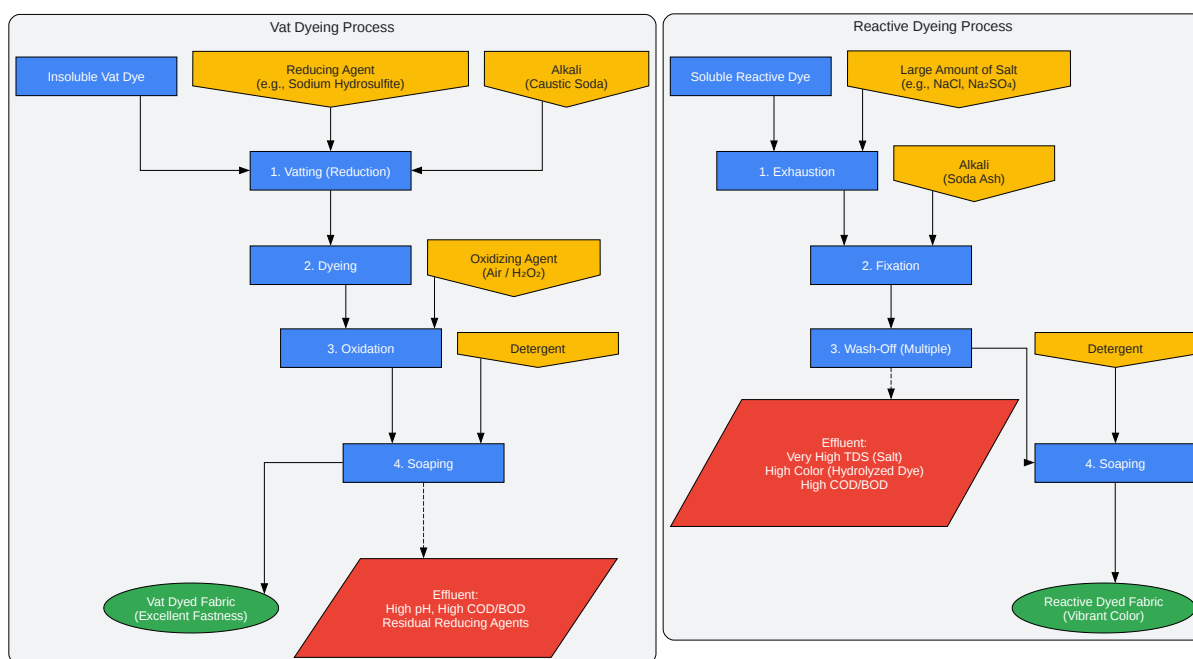 Vat Dyeing Process
Insoluble Vat Dye
Reducing Agent
(e.g., Sodium Hydrosulfite)
Alkali
(Caustic Soda)
1. Vatting (Reduction)
2. Dyeing
Oxidizing Agent
(Air / H₂O₂)
3. Oxidation
Detergent
4. Soaping
Vat Dyed Fabric
(Excellent Fastness)
Effluent:
High pH, High COD/BOD
Residual Reducing Agents
Reactive Dyeing Process
Soluble Reactive Dye
Large Amount of Salt
(e.g., NaCl, Na₂SO₄)
1. Exhaustion
Alkali
(Soda Ash)
2. Fixation
3. Wash-Off (Multiple)
Detergent
Effluent:
Very High TDS (Salt)
High Color (Hydrolyzed Dye)
High COD/BOD
4. Soaping
Reactive Dyed Fabric
(Vibrant Color)